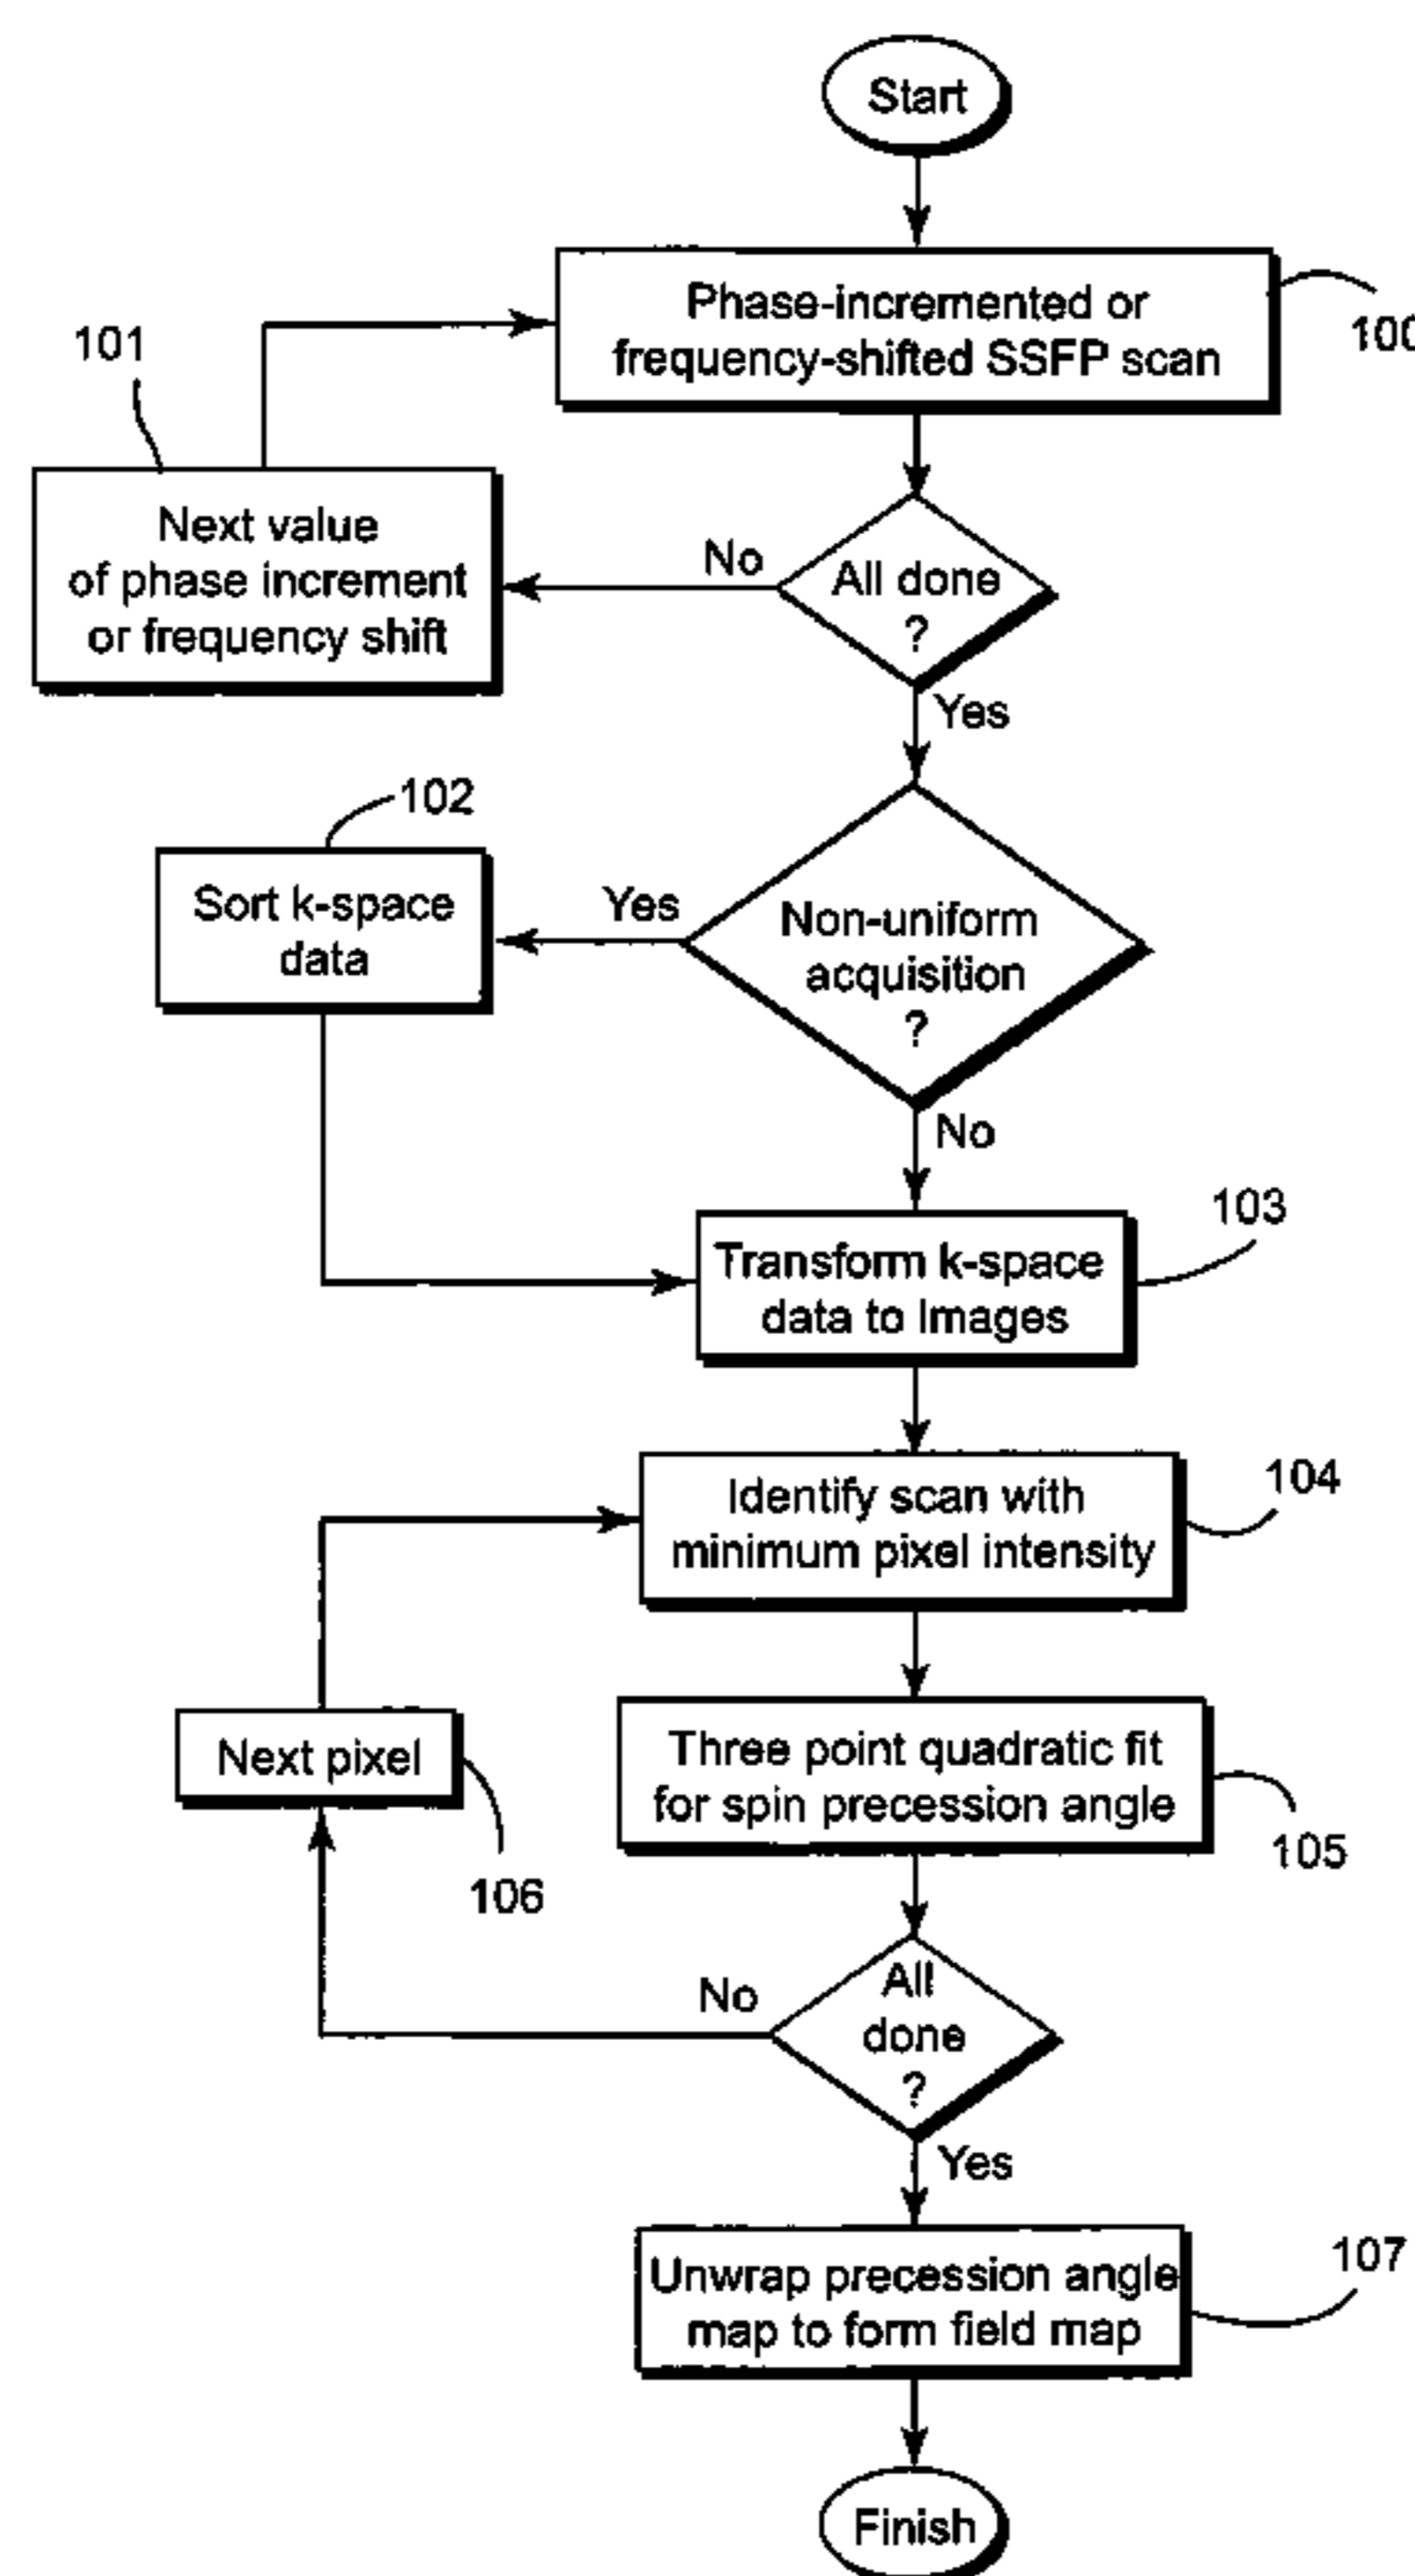 Start
Phase-incremented or
frequency-shifted SSFP scan
100
101
Next value
of phase increment
or frequency shift
No
All done
?
Yes
102
Sort k-space
data
Yes
Non-uniform
acquisition
?
No
103
Transform k-space
data to Images
104
Identify scan with
minimum pixel intensity
Next pixel
106
Three point quadratic fit
for spin precession angle
105
No
All
done
?
Yes
107
Unwrap precession angle
map to form field map
Finish